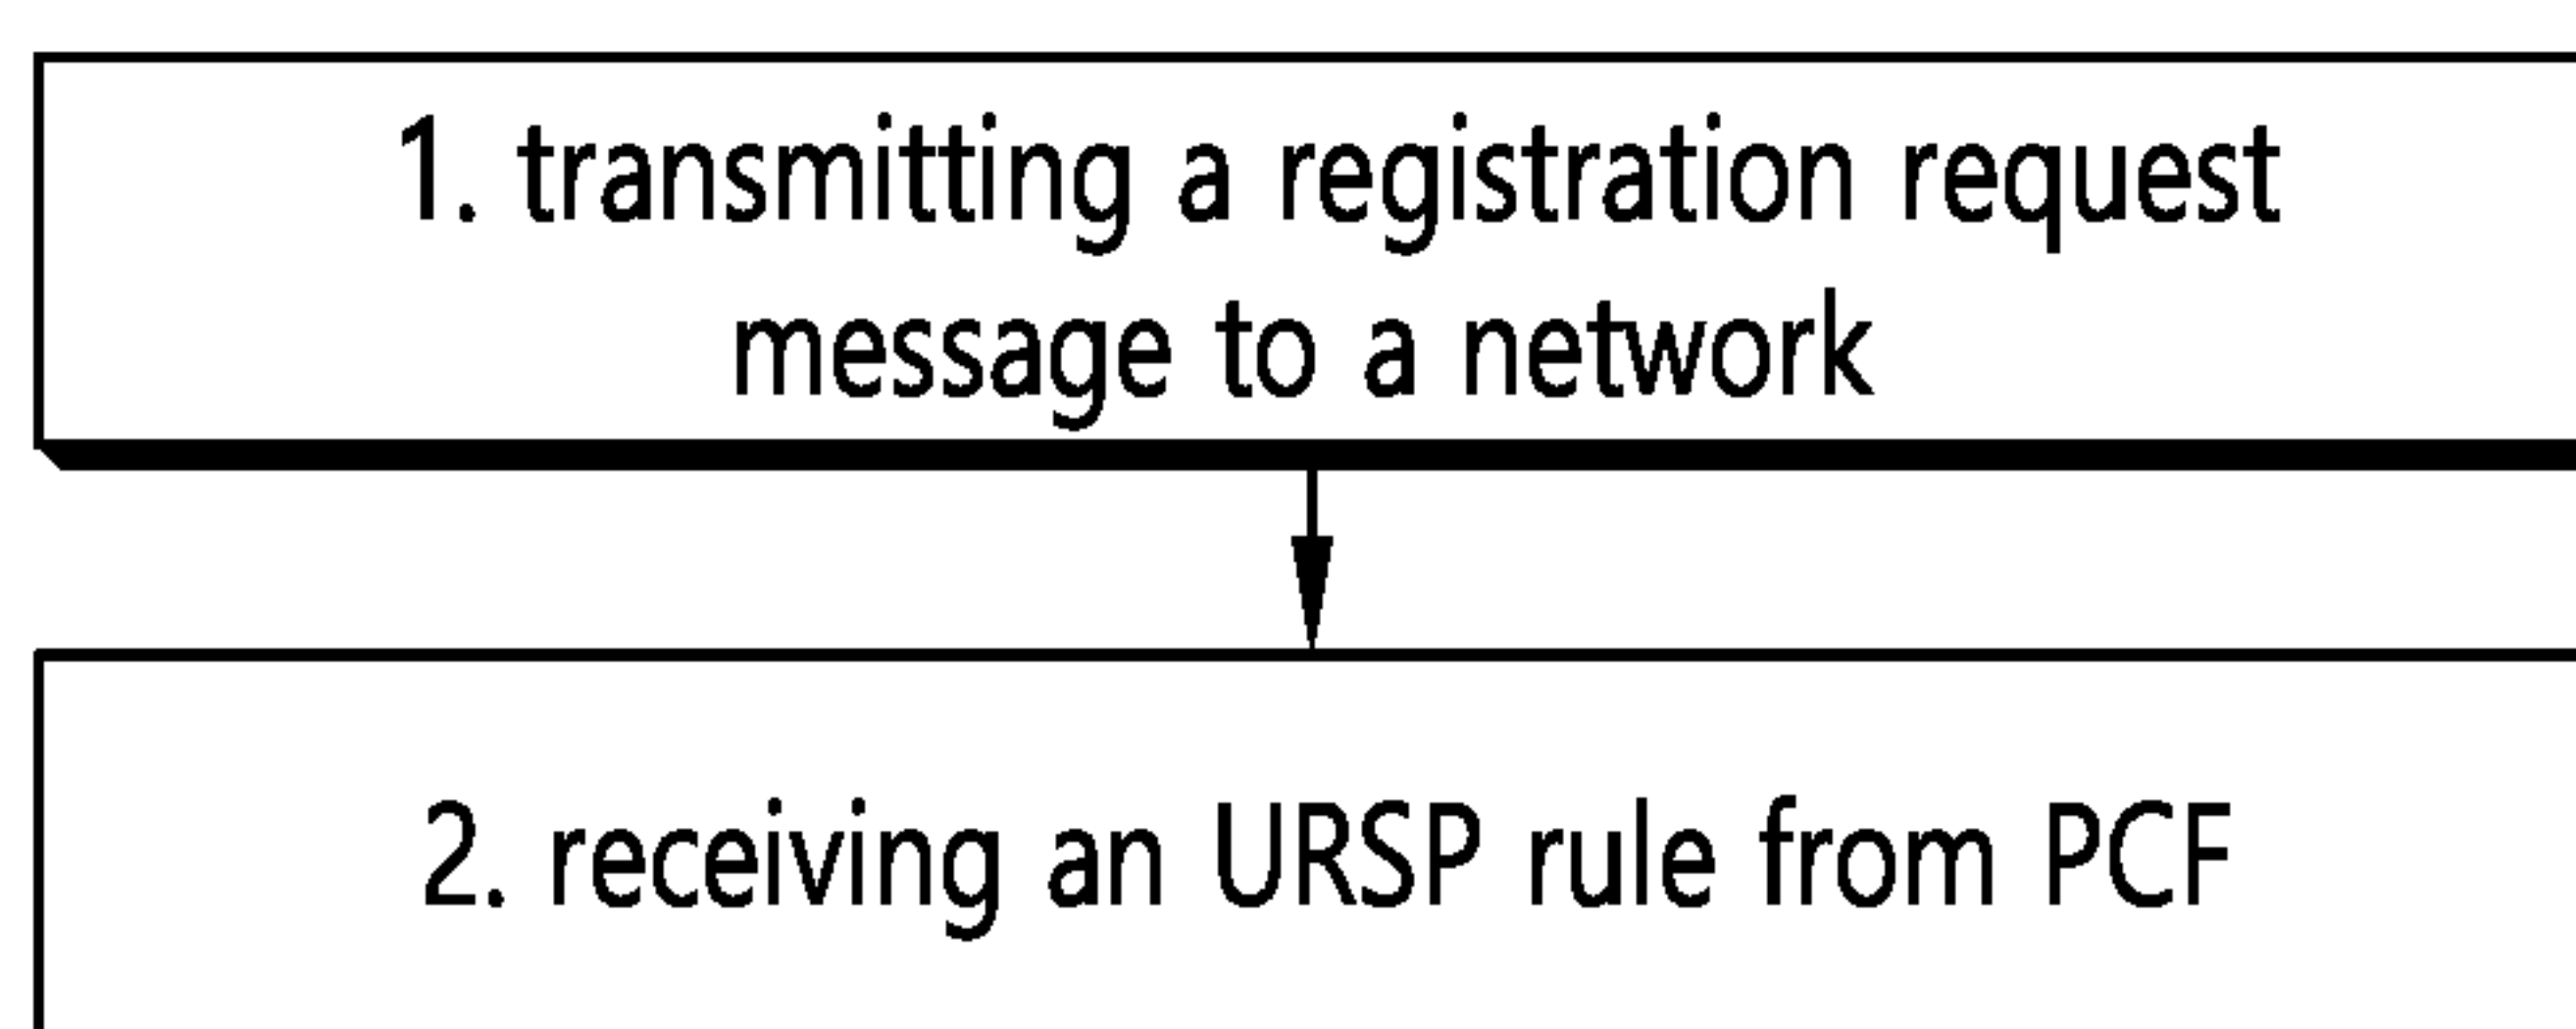 1. transmitting a registration request
message to a network
2. receiving an URSP rule from PCF